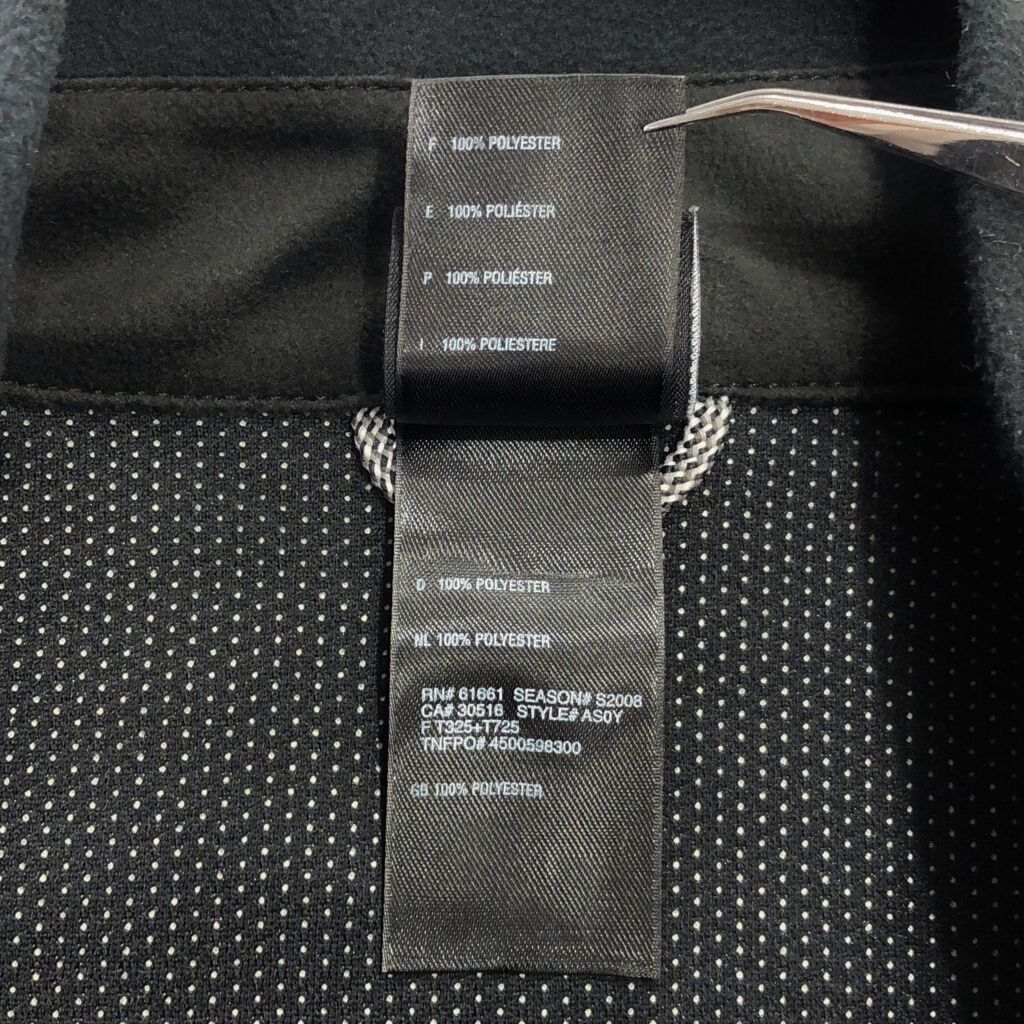 F 100% POLYESTER
E 100% POLIÉSTER
P 100% POLIÉSTER
I 100% POLIESTERE
D 100% POLYESTER
NL 100% POLYESTER
RN# 61661 SEASON# S2008
CA# 30516 STYLE# AS0Y
F T325+T725
TNFPO# 4500598300
GB 100% POLYESTER